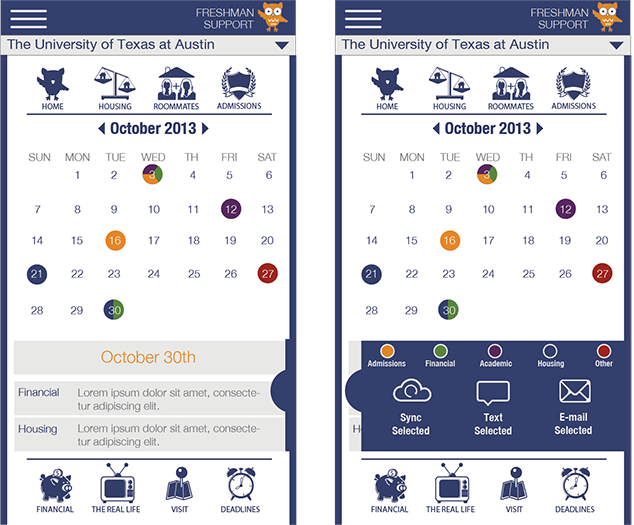 FRESHMAN
SUPPORT
The University of Texas at Austin
HOME HOUSING ROOMMATES ADMISSIONS
October 2013
SUN MON TUE WED TH FRI SAT
1 2 3 4 5 6
7 8 9 10 11 12 13
14 15 16 17 18 19 20
21 22 23 24 25 26 27
28 29 30
October 30th
Financial Lorem ipsum dolor sit amet, consecte-
tur adipiscing elit.
Housing Lorem ipsum dolor sit amet, consecte-
tur adipiscing elit.
FINANCIAL THE REAL LIFE VISIT DEADLINES
FRESHMAN
SUPPORT
The University of Texas at Austin
HOME HOUSING ROOMMATES ADMISSIONS
October 2013
SUN MON TUE WED TH FRI SAT
1 2 3 4 5 6
7 8 9 10 11 12 13
14 15 16 17 18 19 20
21 22 23 24 25 26 27
28 29 30
Admissions Financial Academic Housing Other
Sync Text E-mail
Selected Selected Selected
FINANCIAL THE REAL LIFE VISIT DEADLINES